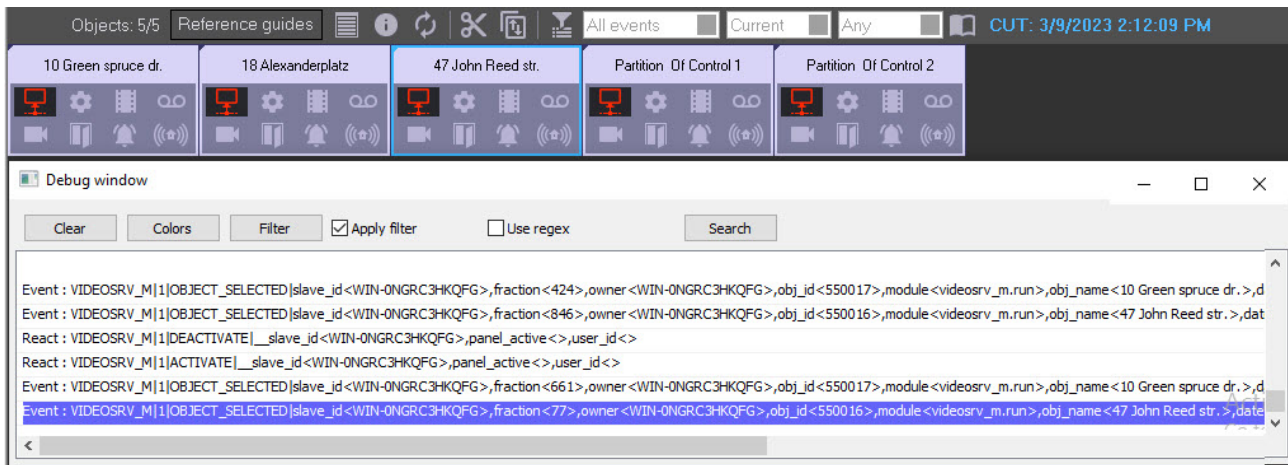 Objects: 5/5 Reference guides All events Current Any CUT: 3/9/2023 2:12:09 PM
10 Green spruce dr. 18 Alexanderplatz 47 John Reed str. Partition Of Control 1 Partition Of Control 2
Debug window
Clear Colors Filter Apply filter Use regex Search
Event : VIDEOSRV_M|1|OBJECT_SELECTED|slave_id<WIN-0NGRC3HKQFG>,fraction<424>,owner<WIN-0NGRC3HKQFG>,obj_id<550017>,module<videosrv_m.run>,obj_name<10 Green spruce dr.>,d
Event : VIDEOSRV_M|1|OBJECT_SELECTED|slave_id<WIN-0NGRC3HKQFG>,fraction<846>,owner<WIN-0NGRC3HKQFG>,obj_id<550016>,module<videosrv_m.run>,obj_name<47 John Reed str.>,dat
React : VIDEOSRV_M|1|DEACTIVATE|__slave_id<WIN-0NGRC3HKQFG>,panel_active<>,user_id<>
React : VIDEOSRV_M|1|ACTIVATE|__slave_id<WIN-0NGRC3HKQFG>,panel_active<>,user_id<>
Event : VIDEOSRV_M|1|OBJECT_SELECTED|slave_id<WIN-0NGRC3HKQFG>,fraction<661>,owner<WIN-0NGRC3HKQFG>,obj_id<550017>,module<videosrv_m.run>,obj_name<10 Green spruce dr.>,d
Event : VIDEOSRV_M|1|OBJECT_SELECTED|slave_id<WIN-0NGRC3HKQFG>,fraction<77>,owner<WIN-0NGRC3HKQFG>,obj_id<550016>,module<videosrv_m.run>,obj_name<47 John Reed str.>,date